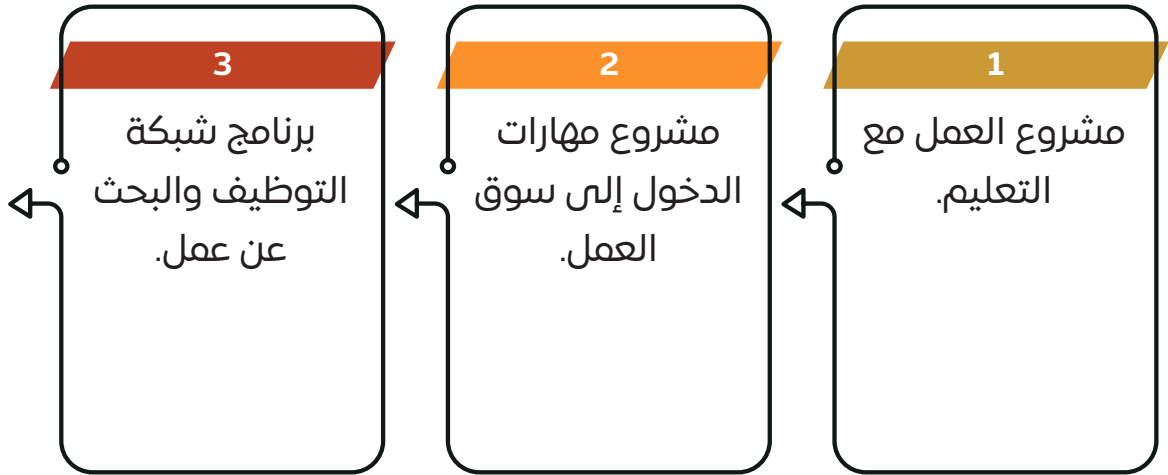 1
مشروع العمل مع
التعليم.
2
مشروع مهارات
الدخول إلى سوق
العمل.
3
برنامج شبكة
التوظيف والبحث
عن عمل.